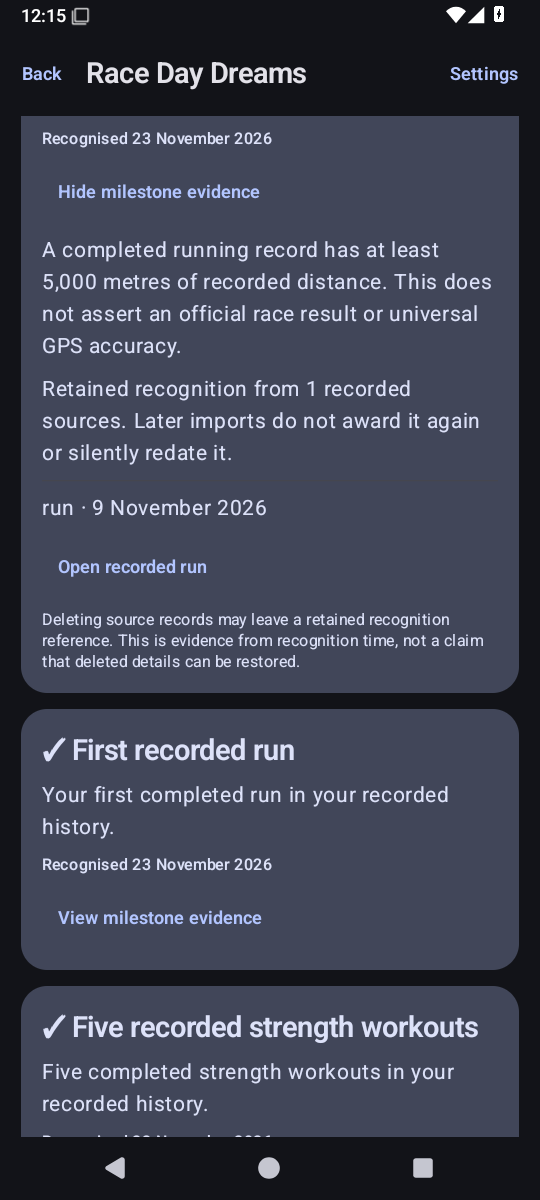 12:15
Back Race Day Dreams Settings
Recognised 23 November 2026
Hide milestone evidence
A completed running record has at least
5,000 metres of recorded distance. This does
not assert an official race result or universal
GPS accuracy.
Retained recognition from 1 recorded
sources. Later imports do not award it again
or silently redate it.
run · 9 November 2026
Open recorded run
Deleting source records may leave a retained recognition
reference. This is evidence from recognition time, not a claim
that deleted details can be restored.
✓ First recorded run
Your first completed run in your recorded
history.
Recognised 23 November 2026
View milestone evidence
✓ Five recorded strength workouts
Five completed strength workouts in your
recorded history.